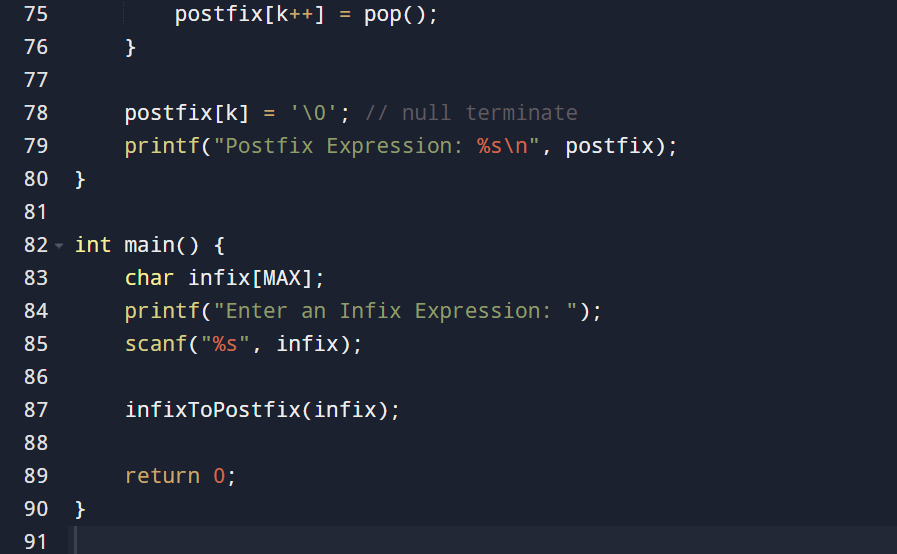 75         postfix[k++] = pop();
76     }
77
78     postfix[k] = '\0'; // null terminate
79     printf("Postfix Expression: %s\n", postfix);
80 }
81
82 int main() {
83     char infix[MAX];
84     printf("Enter an Infix Expression: ");
85     scanf("%s", infix);
86
87     infixToPostfix(infix);
88
89     return 0;
90 }
91